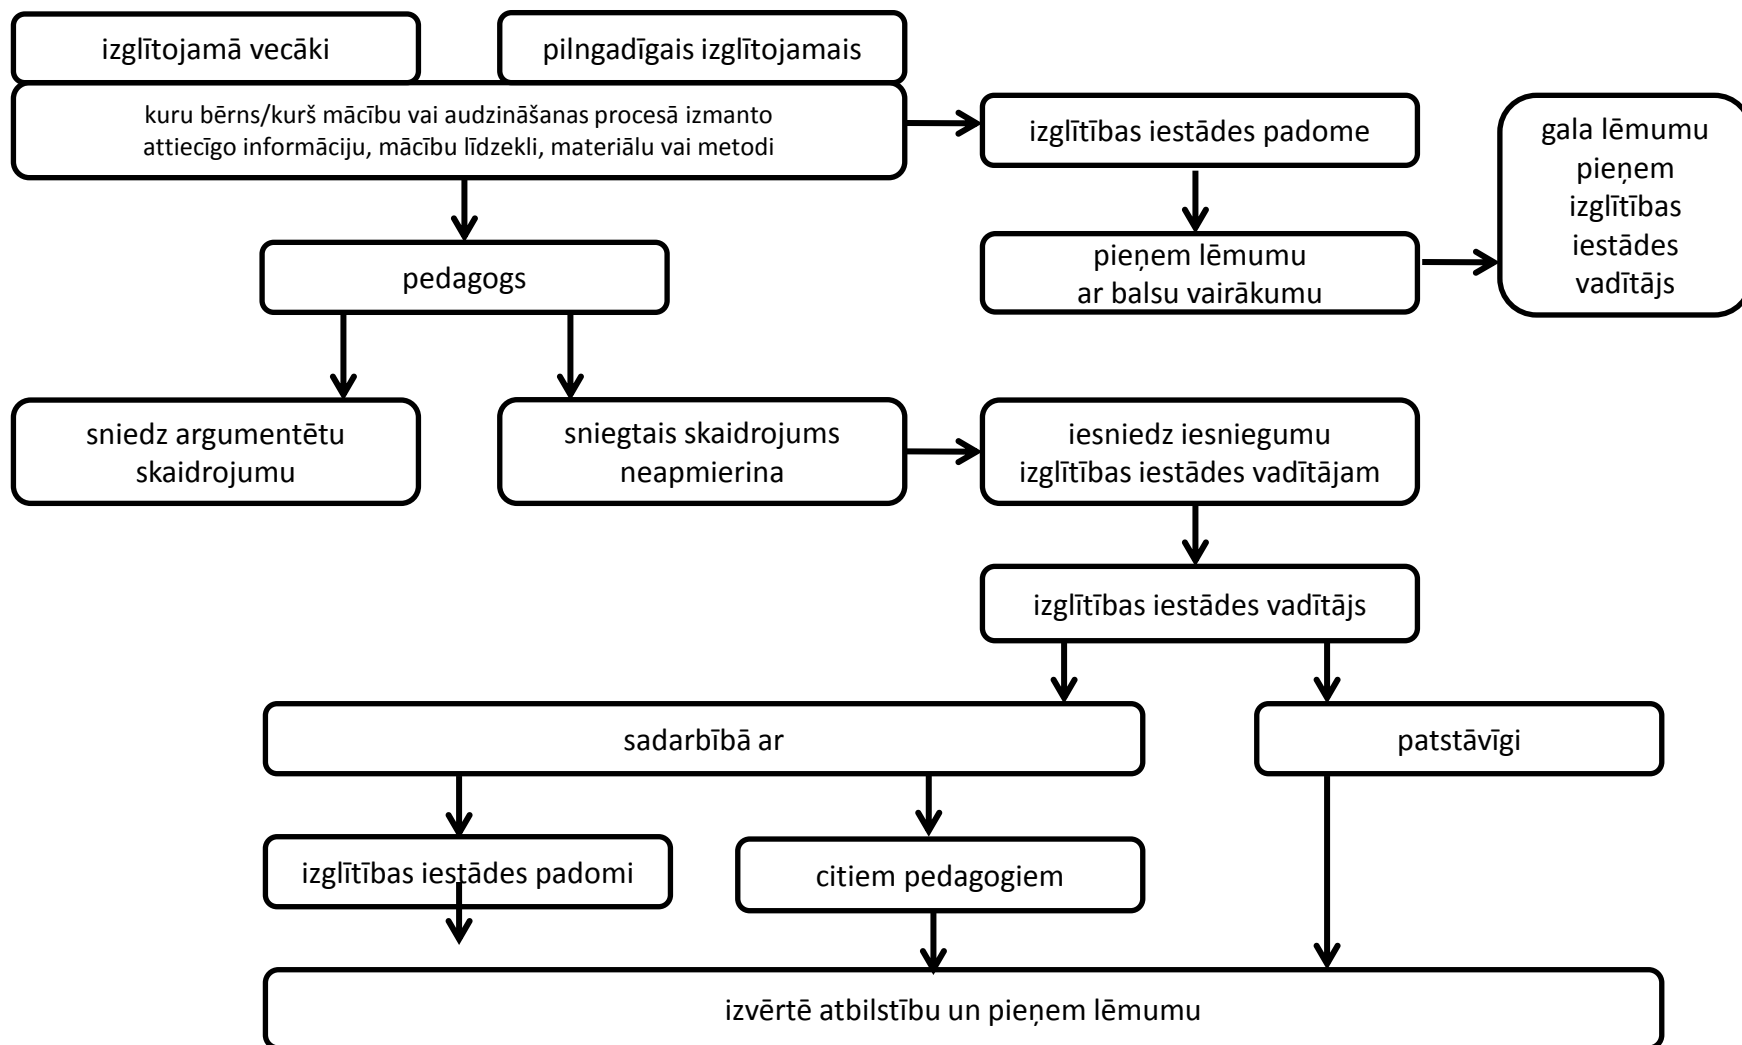 izglītojamā vecāki
pilngadīgais izglītojamais
kuru bērns/kurš mācību vai audzināšanas procesā izmanto
attiecīgo informāciju, mācību līdzekli, materiālu vai metodi
izglītības iestādes padome
gala lēmumu
pieņem
izglītības
iestādes
vadītājs
pedagogs
pieņem lēmumu
ar balsu vairākumu
sniedz argumentētu
skaidrojumu
sniegtais skaidrojums
neapmierina
iesniedz iesniegumu
izglītības iestādes vadītājam
izglītības iestādes vadītājs
sadarbībā ar
patstāvīgi
izglītības iestādes padomi
citiem pedagogiem
izvērtē atbilstību un pieņem lēmumu